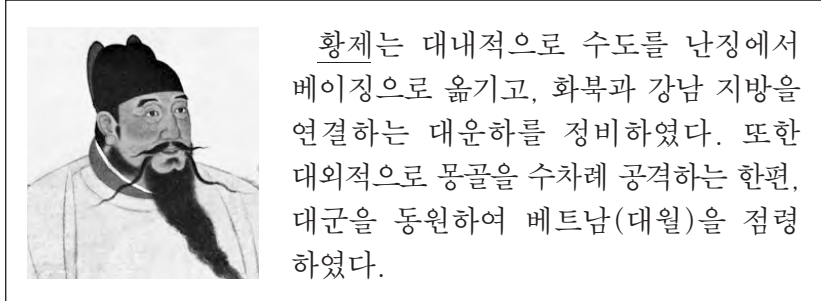 황제는 대내적으로 수도를 난징에서
베이징으로 옮기고, 화북과 강남 지방을
연결하는 대운하를 정비하였다. 또한
대외적으로 몽골을 수차례 공격하는 한편,
대군을 동원하여 베트남(대월)을 점령
하였다.